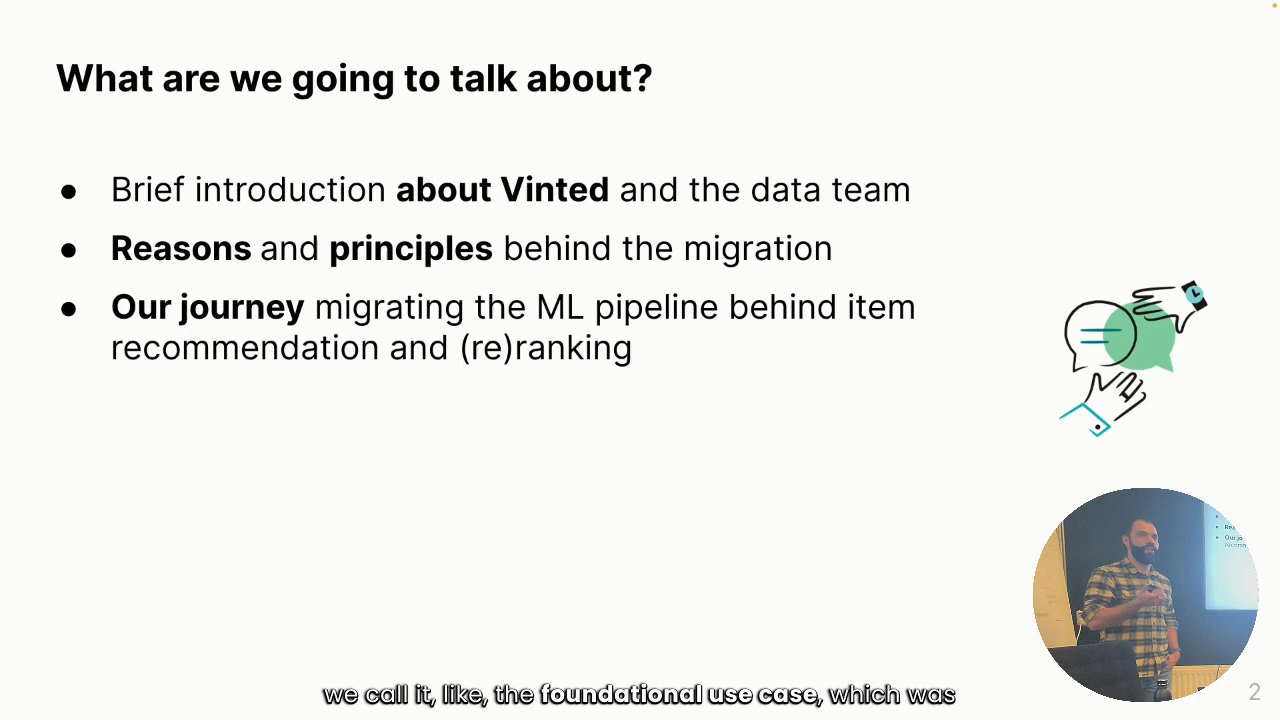 What are we going to talk about?
● Brief introduction about Vinted and the data team
● Reasons and principles behind the migration
● Our journey migrating the ML pipeline behind item
recommendation and (re)ranking
we call it, like, the foundational use case, which was
2